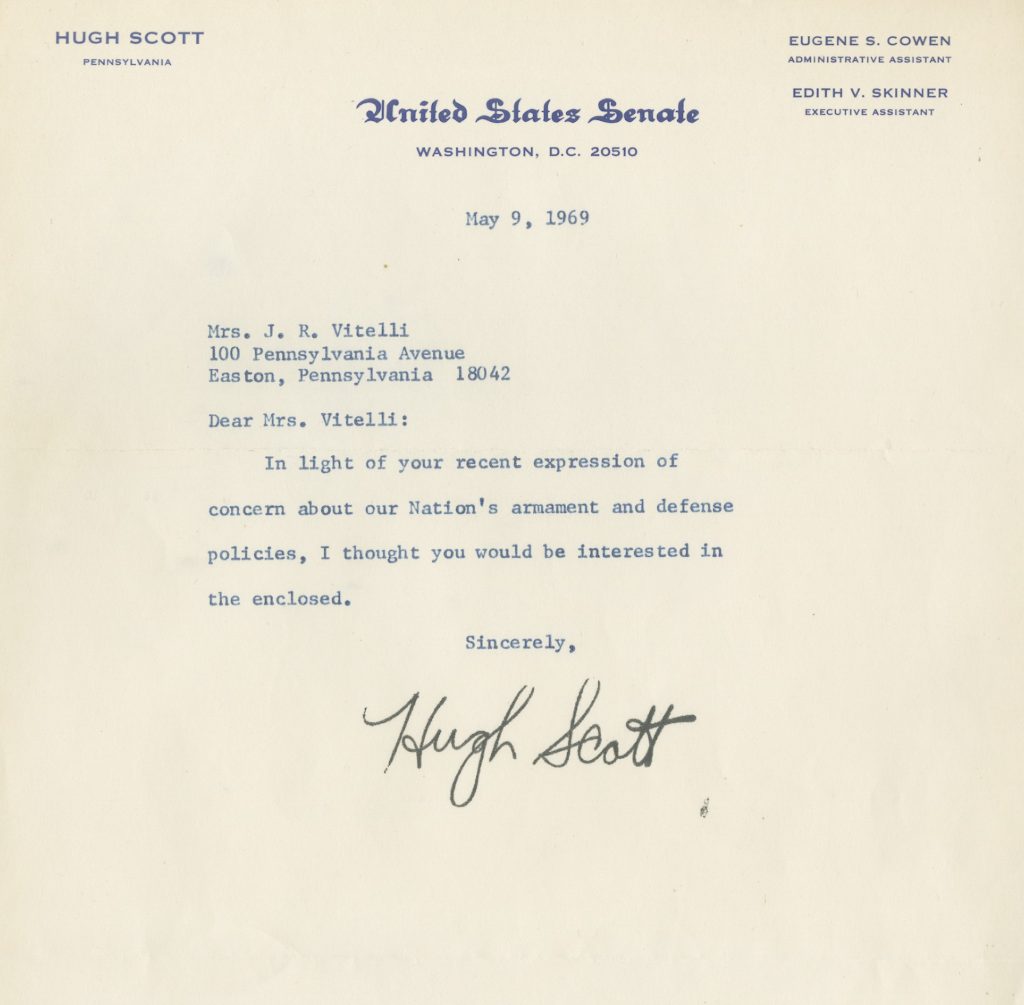 HUGH SCOTT
PENNSYLVANIA
EUGENE S. COWEN
ADMINISTRATIVE ASSISTANT
EDITH V. SKINNER
EXECUTIVE ASSISTANT
United States Senate
WASHINGTON, D.C. 20510
May 9, 1969
Mrs. J. R. Vitelli
100 Pennsylvania Avenue
Easton, Pennsylvania 18042
Dear Mrs. Vitelli:
In light of your recent expression of
concern about our Nation's armament and defense
policies, I thought you would be interested in
the enclosed.
Sincerely,
Hugh Scott